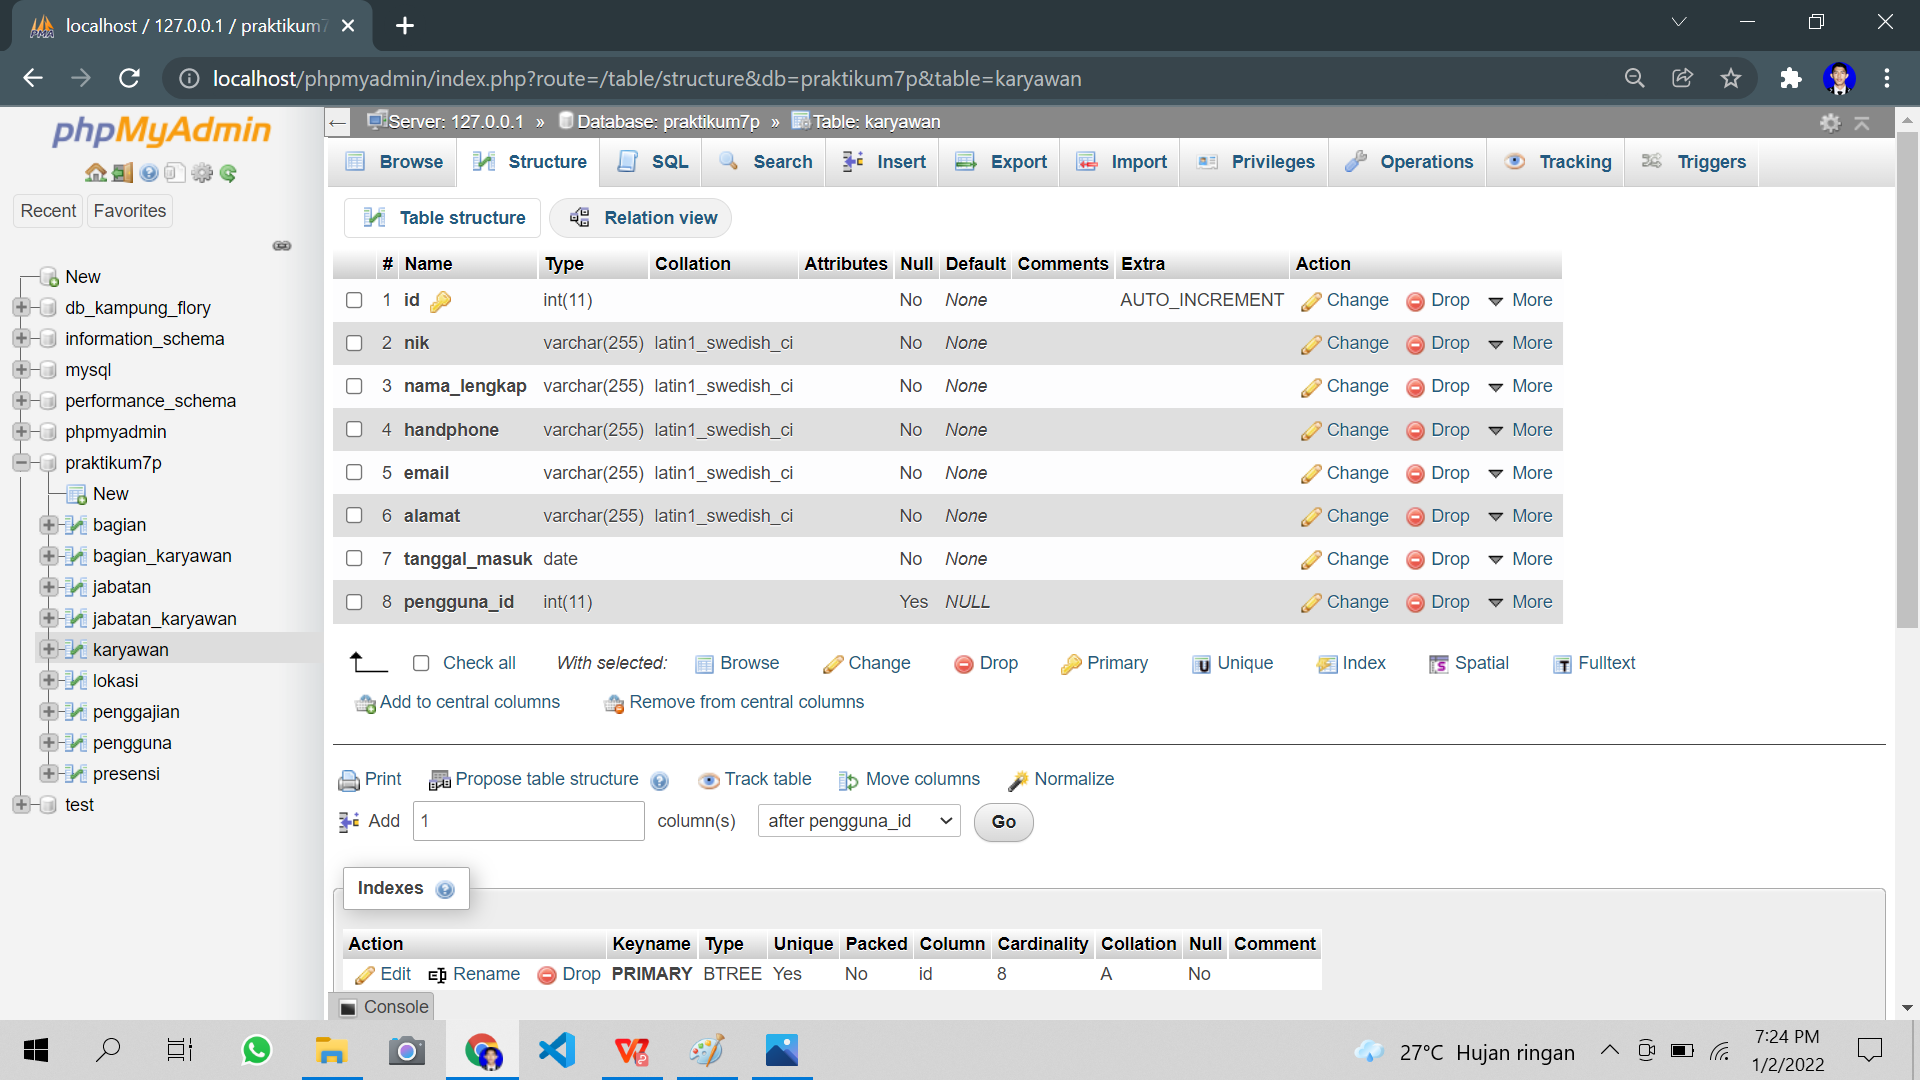 localhost / 127.0.0.1 / praktikum7
localhost/phpmyadmin/index.php?route=/table/structure&db=praktikum7p&table=karyawan
phpMyAdmin
Recent Favorites
New
db_kampung_flory
information_schema
mysql
performance_schema
phpmyadmin
praktikum7p
New
bagian
bagian_karyawan
jabatan
jabatan_karyawan
karyawan
lokasi
penggajian
pengguna
presensi
test
Server: 127.0.0.1 » Database: praktikum7p » Table: karyawan
Browse Structure SQL Search Insert Export Import Privileges Operations Tracking Triggers
Table structure Relation view
# Name Type Collation Attributes Null Default Comments Extra Action
1 id int(11) No None AUTO_INCREMENT Change Drop More
2 nik varchar(255) latin1_swedish_ci No None Change Drop More
3 nama_lengkap varchar(255) latin1_swedish_ci No None Change Drop More
4 handphone varchar(255) latin1_swedish_ci No None Change Drop More
5 email varchar(255) latin1_swedish_ci No None Change Drop More
6 alamat varchar(255) latin1_swedish_ci No None Change Drop More
7 tanggal_masuk date No None Change Drop More
8 pengguna_id int(11) Yes NULL Change Drop More
Check all With selected: Browse Change Drop Primary Unique Index Spatial Fulltext
Add to central columns Remove from central columns
Print Propose table structure Track table Move columns Normalize
Add 1 column(s) after pengguna_id Go
Indexes
Action Keyname Type Unique Packed Column Cardinality Collation Null Comment
Edit Rename Drop PRIMARY BTREE Yes No id 8 A No
Console
27°C Hujan ringan
7:24 PM
1/2/2022